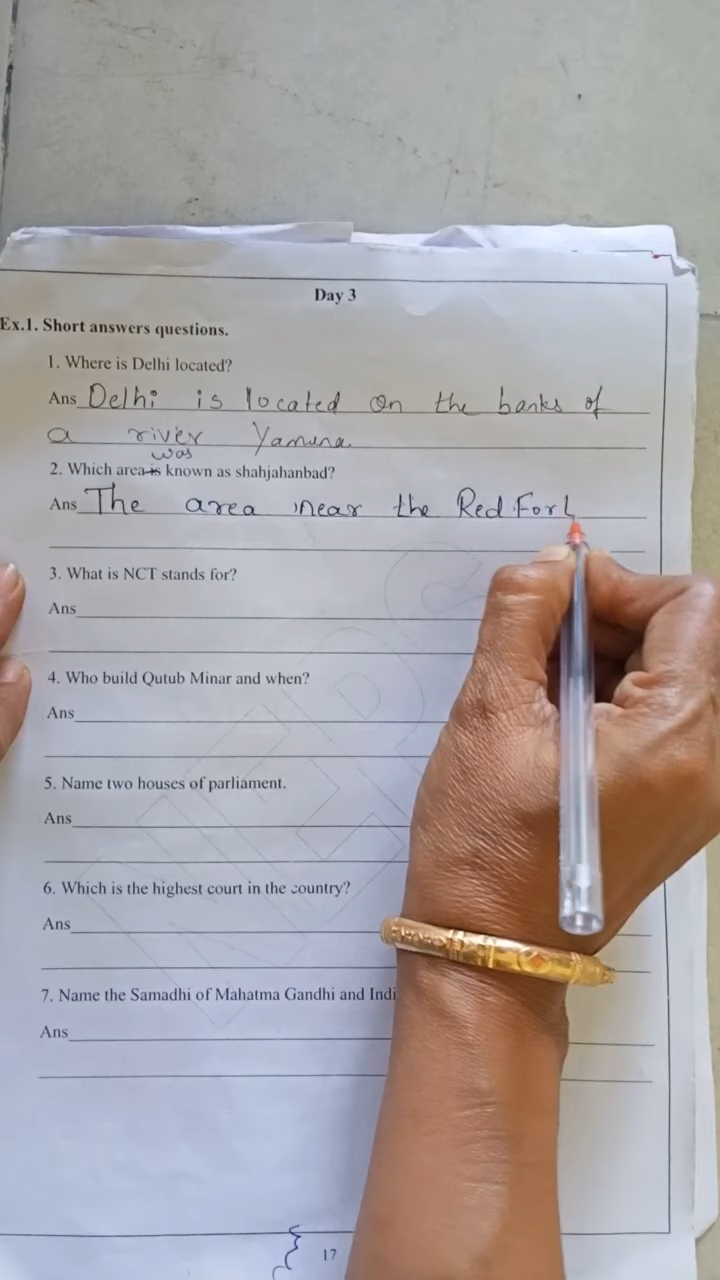 Day 3
Ex.1. Short answers questions.
1. Where is Delhi located?
Ans Delhi is located on the banks of
a river Yamuna
was
2. Which area is known as shahjahanbad?
Ans The area near the Red Fort
3. What is NCT stands for?
Ans
4. Who build Qutub Minar and when?
Ans
5. Name two houses of parliament.
Ans
6. Which is the highest court in the country?
Ans
7. Name the Samadhi of Mahatma Gandhi and Indi
Ans
17